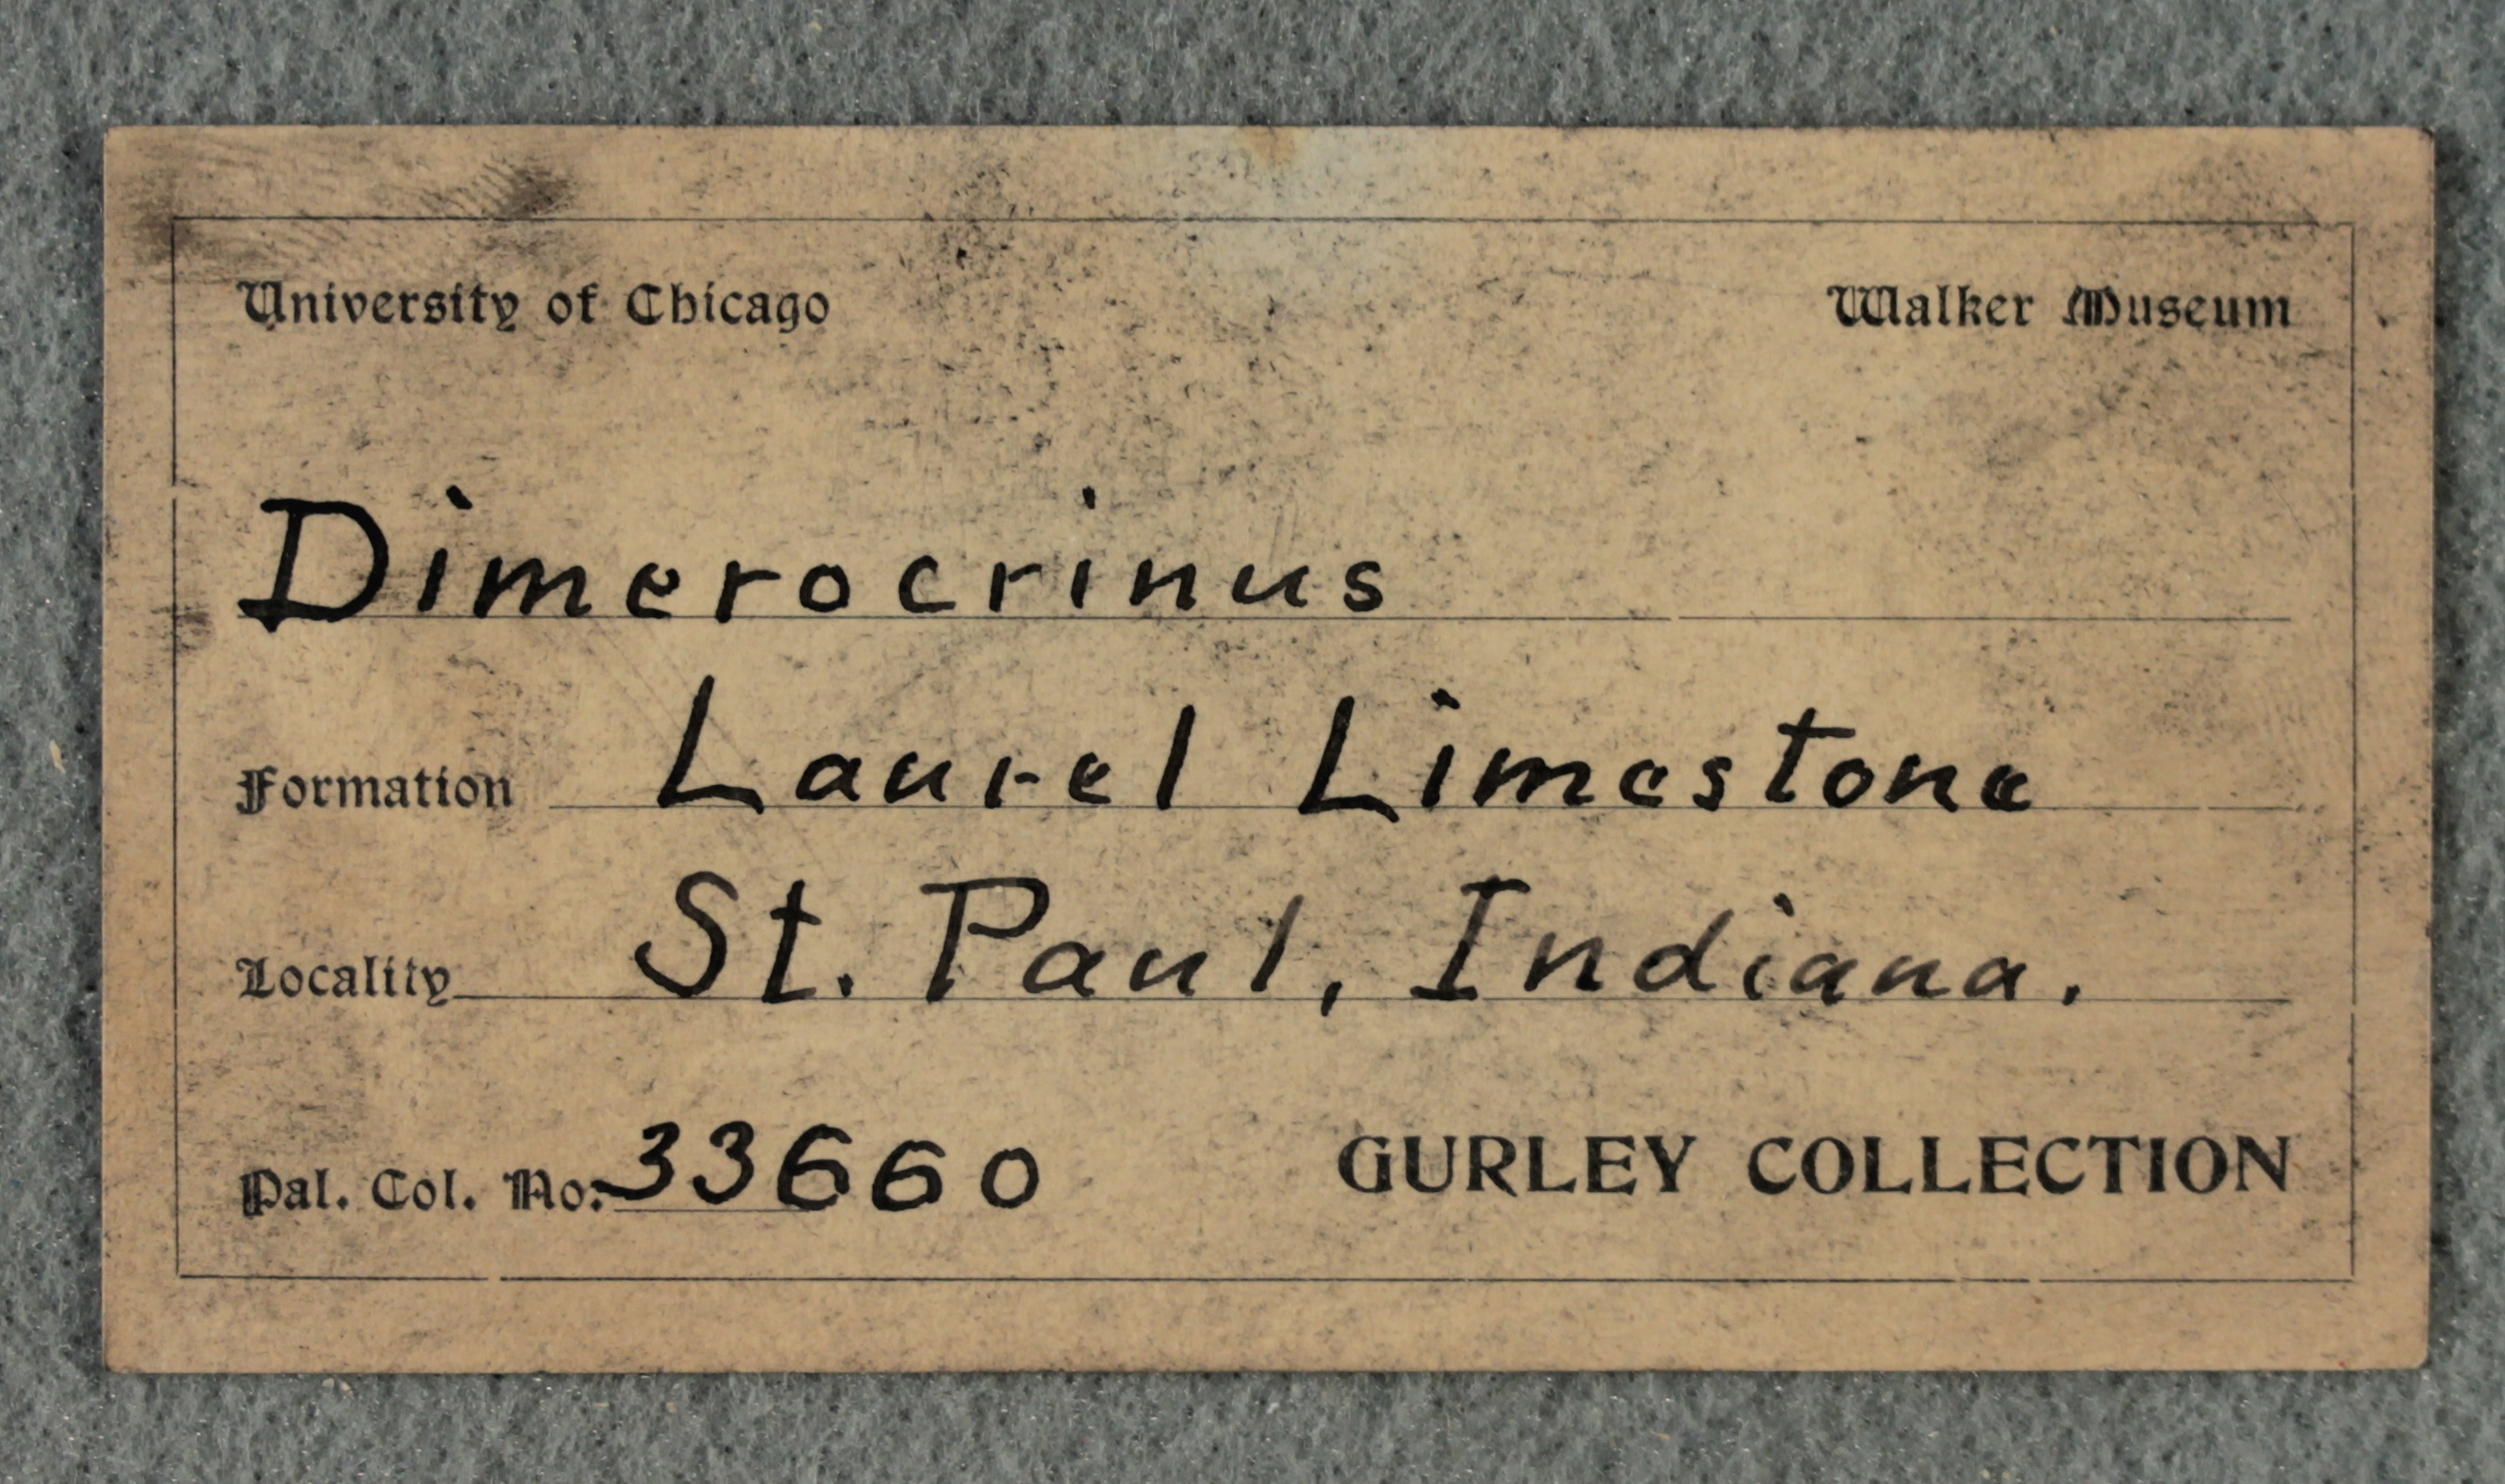 University of Chicago Walker Museum
Dimerocrinus
Formation Laurel Limestone
Locality St. Paul, Indiana.
Pal. Col. No. 33660 GURLEY COLLECTION